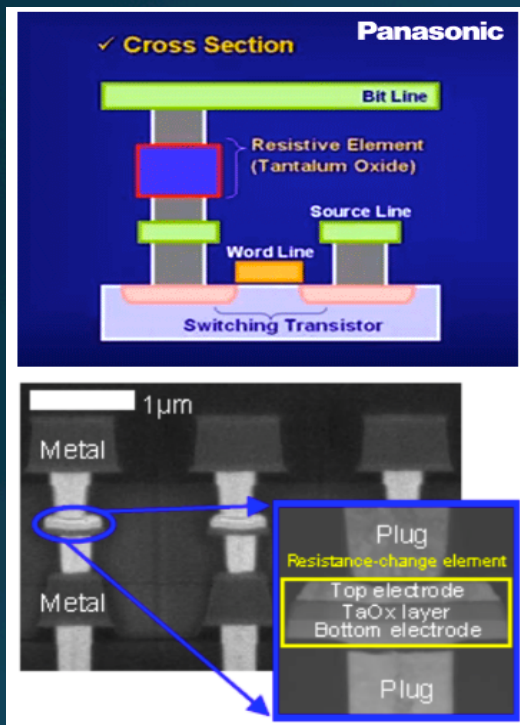 Panasonic
✓ Cross Section
Bit Line
Resistive Element
(Tantalum Oxide)
Source Line
Word Line
Switching Transistor
1μm
Metal
Plug
Resistance-change element
Top electrode
TaOx layer
Bottom electrode
Metal
Plug